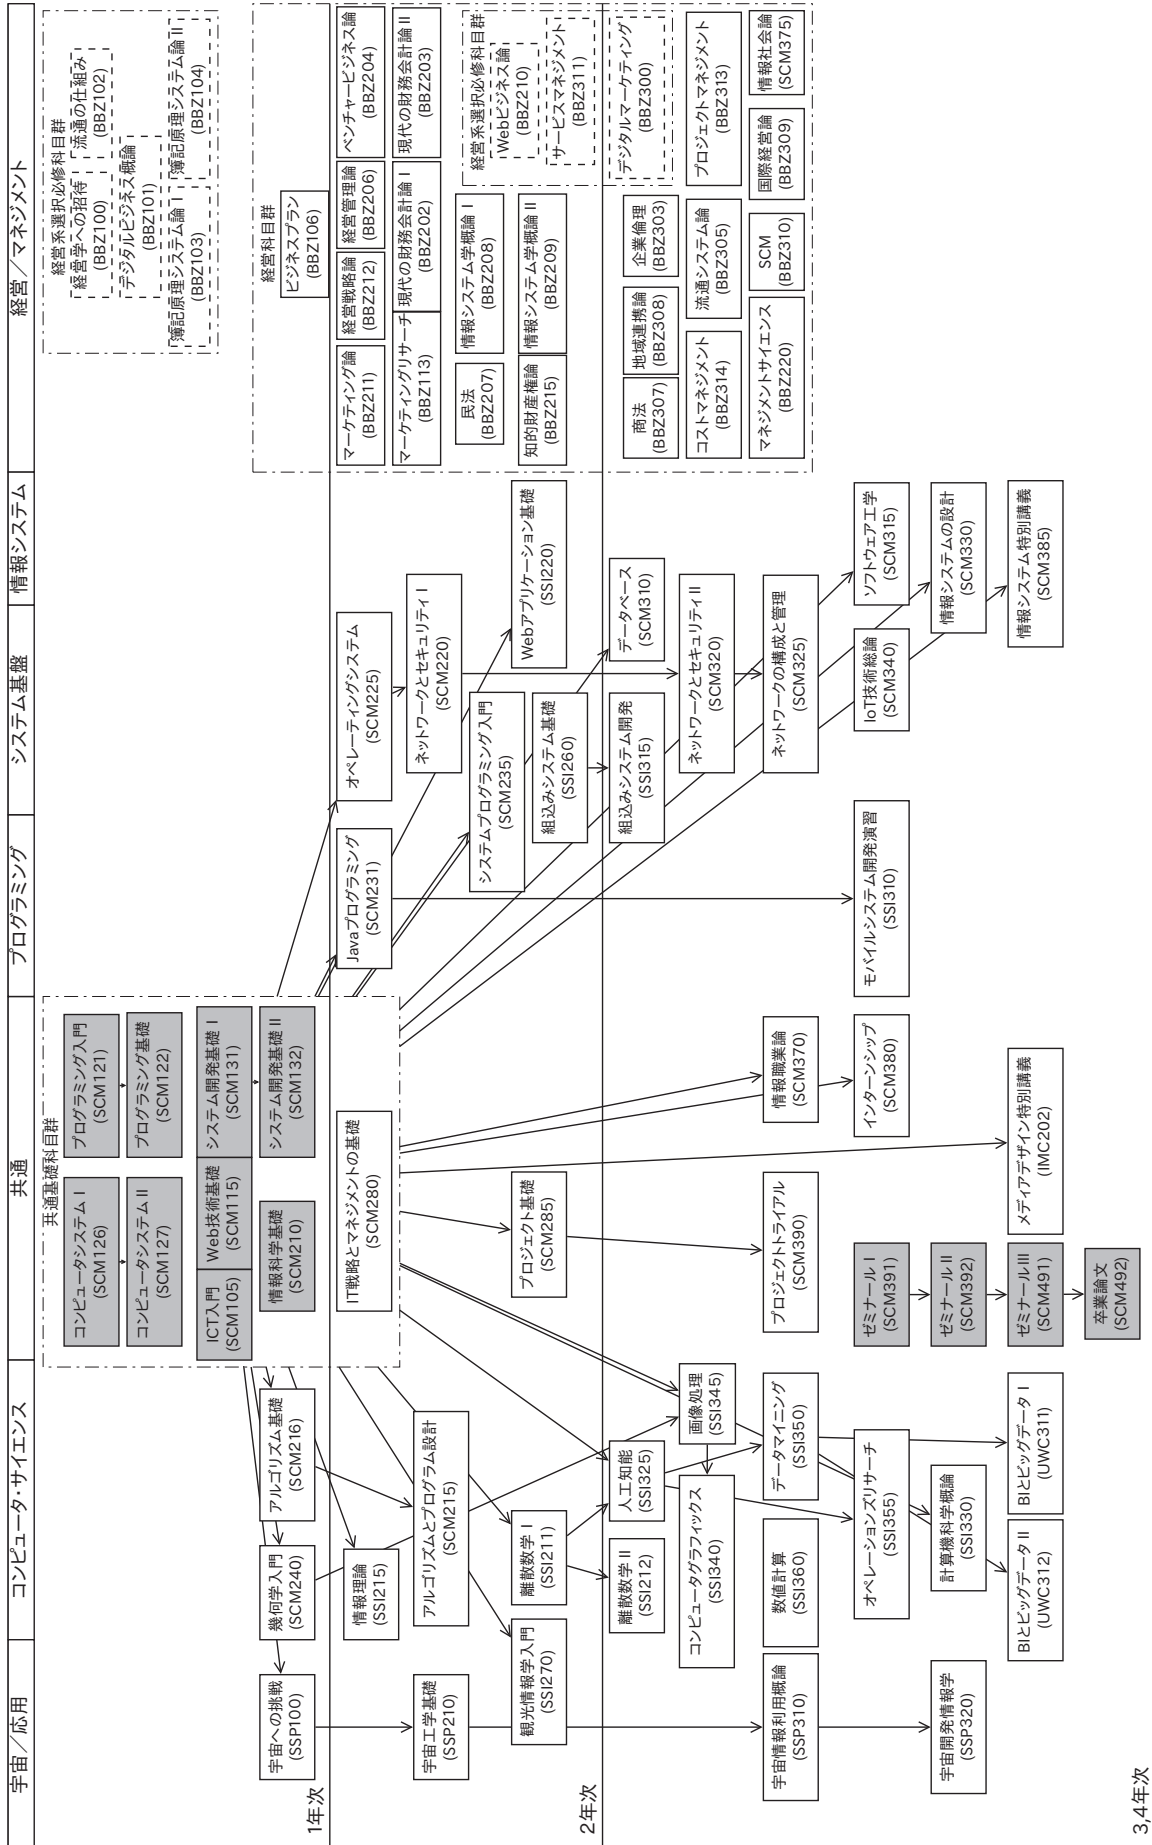 宇宙／応用
コンピュータ・サイエンス
共通
プログラミング
システム基盤
情報システム
経営／マネジメント
共通基礎科目群
コンピュータシステムⅠ
(SCM126)
プログラミング入門
(SCM121)
コンピュータシステムⅡ
(SCM127)
プログラミング基礎
(SCM122)
ICT入門
(SCM105)
Web技術基礎
(SCM115)
システム開発基礎Ⅰ
(SCM131)
情報科学基礎
(SCM210)
システム開発基礎Ⅱ
(SCM132)
経営系選択必修科目群
経営学への招待
(BBZ100)
流通の仕組み
(BBZ102)
デジタルビジネス概論
(BBZ101)
簿記原理システム論Ⅰ
(BBZ103)
簿記原理システム論Ⅱ
(BBZ104)
宇宙への挑戦
(SSP100)
幾何学入門
(SCM240)
アルゴリズム基礎
(SCM216)
経営科目群
ビジネスプラン
(BBZ106)
1年次
情報理論
(SSI215)
IT戦略とマネジメントの基礎
(SCM280)
Javaプログラミング
(SCM231)
オペレーティングシステム
(SCM225)
マーケティング論
(BBZ211)
経営戦略論
(BBZ212)
経営管理論
(BBZ206)
ベンチャービジネス論
(BBZ204)
宇宙工学基礎
(SSP210)
アルゴリズムとプログラム設計
(SCM215)
ネットワークとセキュリティⅠ
(SCM220)
マーケティングリサーチ
(BBZ113)
現代の財務会計論Ⅰ
(BBZ202)
現代の財務会計論Ⅱ
(BBZ203)
システムプログラミング入門
(SCM235)
民法
(BBZ207)
情報システム学概論Ⅰ
(BBZ208)
経営系選択必修科目群
Webビジネス論
(BBZ210)
観光情報学入門
(SSI270)
離散数学Ⅰ
(SSI211)
プロジェクト基礎
(SCM285)
組込みシステム基礎
(SSI260)
Webアプリケーション基礎
(SSI220)
知的財産権論
(BBZ215)
情報システム学概論Ⅱ
(BBZ209)
サービスマネジメント
(BBZ311)
2年次
離散数学Ⅱ
(SSI212)
人工知能
(SSI325)
組込みシステム開発
(SSI315)
データベース
(SCM310)
商法
(BBZ307)
地域連携論
(BBZ308)
企業倫理
(BBZ303)
デジタルマーケティング
(BBZ300)
コンピュータグラフィックス
(SSI340)
画像処理
(SSI345)
ネットワークとセキュリティⅡ
(SCM320)
コストマネジメント
(BBZ314)
流通システム論
(BBZ305)
プロジェクトマネジメント
(BBZ313)
宇宙情報利用概論
(SSP310)
数値計算
(SSI360)
データマイニング
(SSI350)
プロジェクトトライアル
(SCM390)
情報職業論
(SCM370)
ネットワークの構成と管理
(SCM325)
マネジメントサイエンス
(BBZ220)
SCM
(BBZ310)
国際経営論
(BBZ309)
情報社会論
(SCM375)
オペレーションズリサーチ
(SSI355)
ゼミナールⅠ
(SCM391)
インターンシップ
(SCM380)
モバイルシステム開発演習
(SSI310)
IoT技術総論
(SCM340)
ソフトウェア工学
(SCM315)
宇宙開発情報学
(SSP320)
計算機科学概論
(SSI330)
ゼミナールⅡ
(SCM392)
情報システムの設計
(SCM330)
BIとビッグデータⅡ
(UWC312)
BIとビッグデータⅠ
(UWC311)
ゼミナールⅢ
(SCM491)
メディアデザイン特別講義
(IMC202)
情報システム特別講義
(SCM385)
卒業論文
(SCM492)
3,4年次